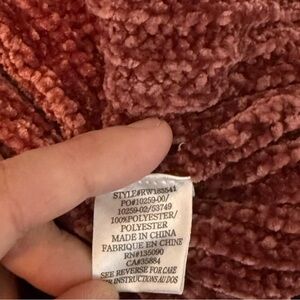 STYLE#RW183541
PO#10259-00/
10259-02/53749
100%POLYESTER/
POLYESTER
MADE IN CHINA
FABRIQUE EN CHINE
RN#135090
CA#35884
SEE REVERSE FOR CARE
INSTRUCTIONS AU DOS